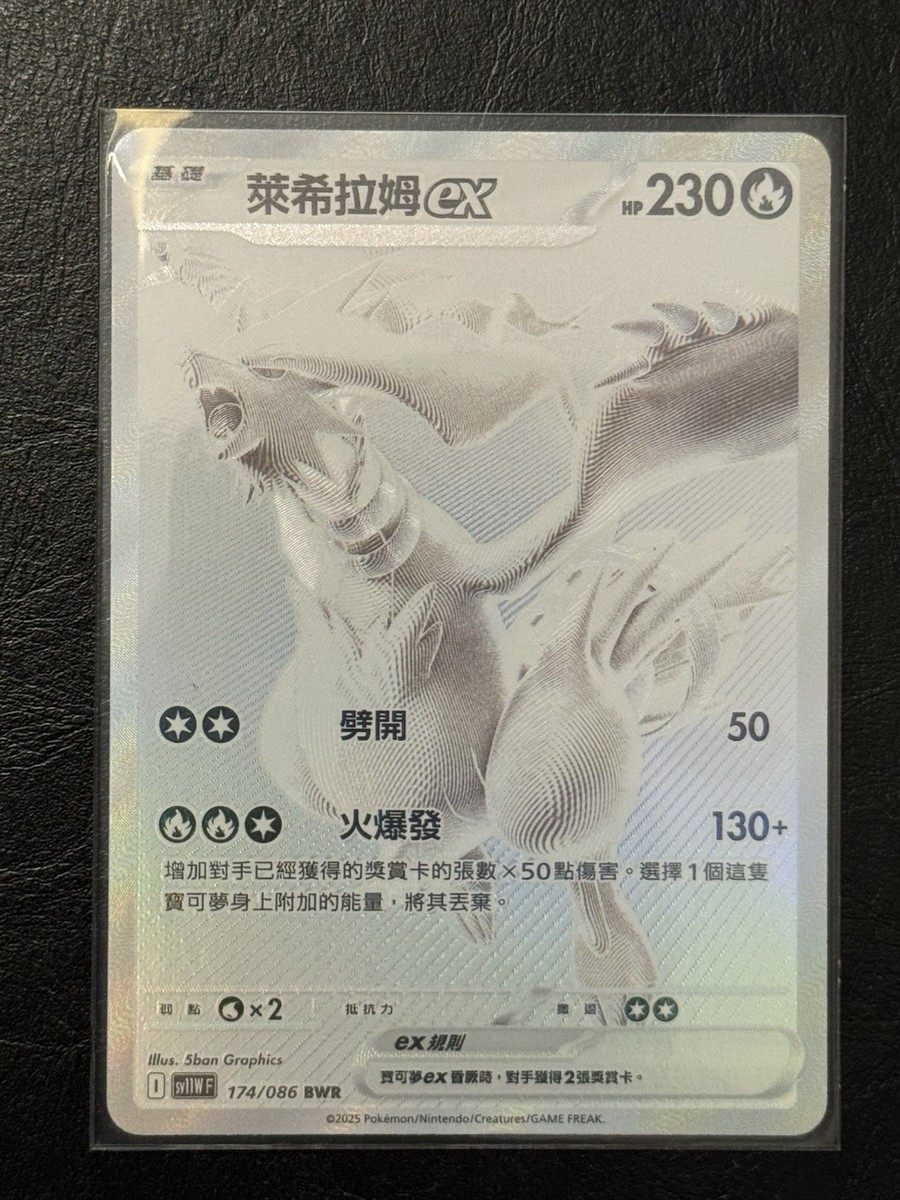 基礎 萊希拉姆ex HP230
劈開 50
火爆發 130+
增加對手已經獲得的獎賞卡的張數×50點傷害。選擇1個這隻
寶可夢身上附加的能量，將其丟棄。
弱點 ×2 抵抗力 撤退
ex規則
Illus. 5ban Graphics
寶可夢ex昏厥時，對手獲得2張獎賞卡。
I sv11W F 174/086 BWR
©2025 Pokémon/Nintendo/Creatures/GAME FREAK.